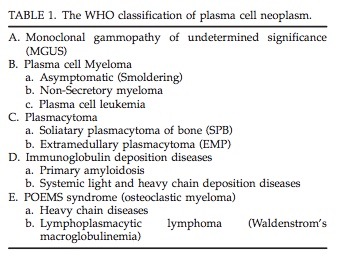 TABLE 1. The WHO classification of plasma cell neoplasm.
A. Monoclonal gammopathy of undetermined significance
(MGUS)
B. Plasma cell Myeloma
a. Asymptomatic (Smoldering)
b. Non-Secretory myeloma
c. Plasma cell leukemia
C. Plasmacytoma
a. Soliatary plasmacytoma of bone (SPB)
b. Extramedullary plasmacytoma (EMP)
D. Immunoglobulin deposition diseases
a. Primary amyloidosis
b. Systemic light and heavy chain deposition diseases
E. POEMS syndrome (osteoclastic myeloma)
a. Heavy chain diseases
b. Lymphoplasmacytic lymphoma (Waldenstrom's
macroglobulinemia)